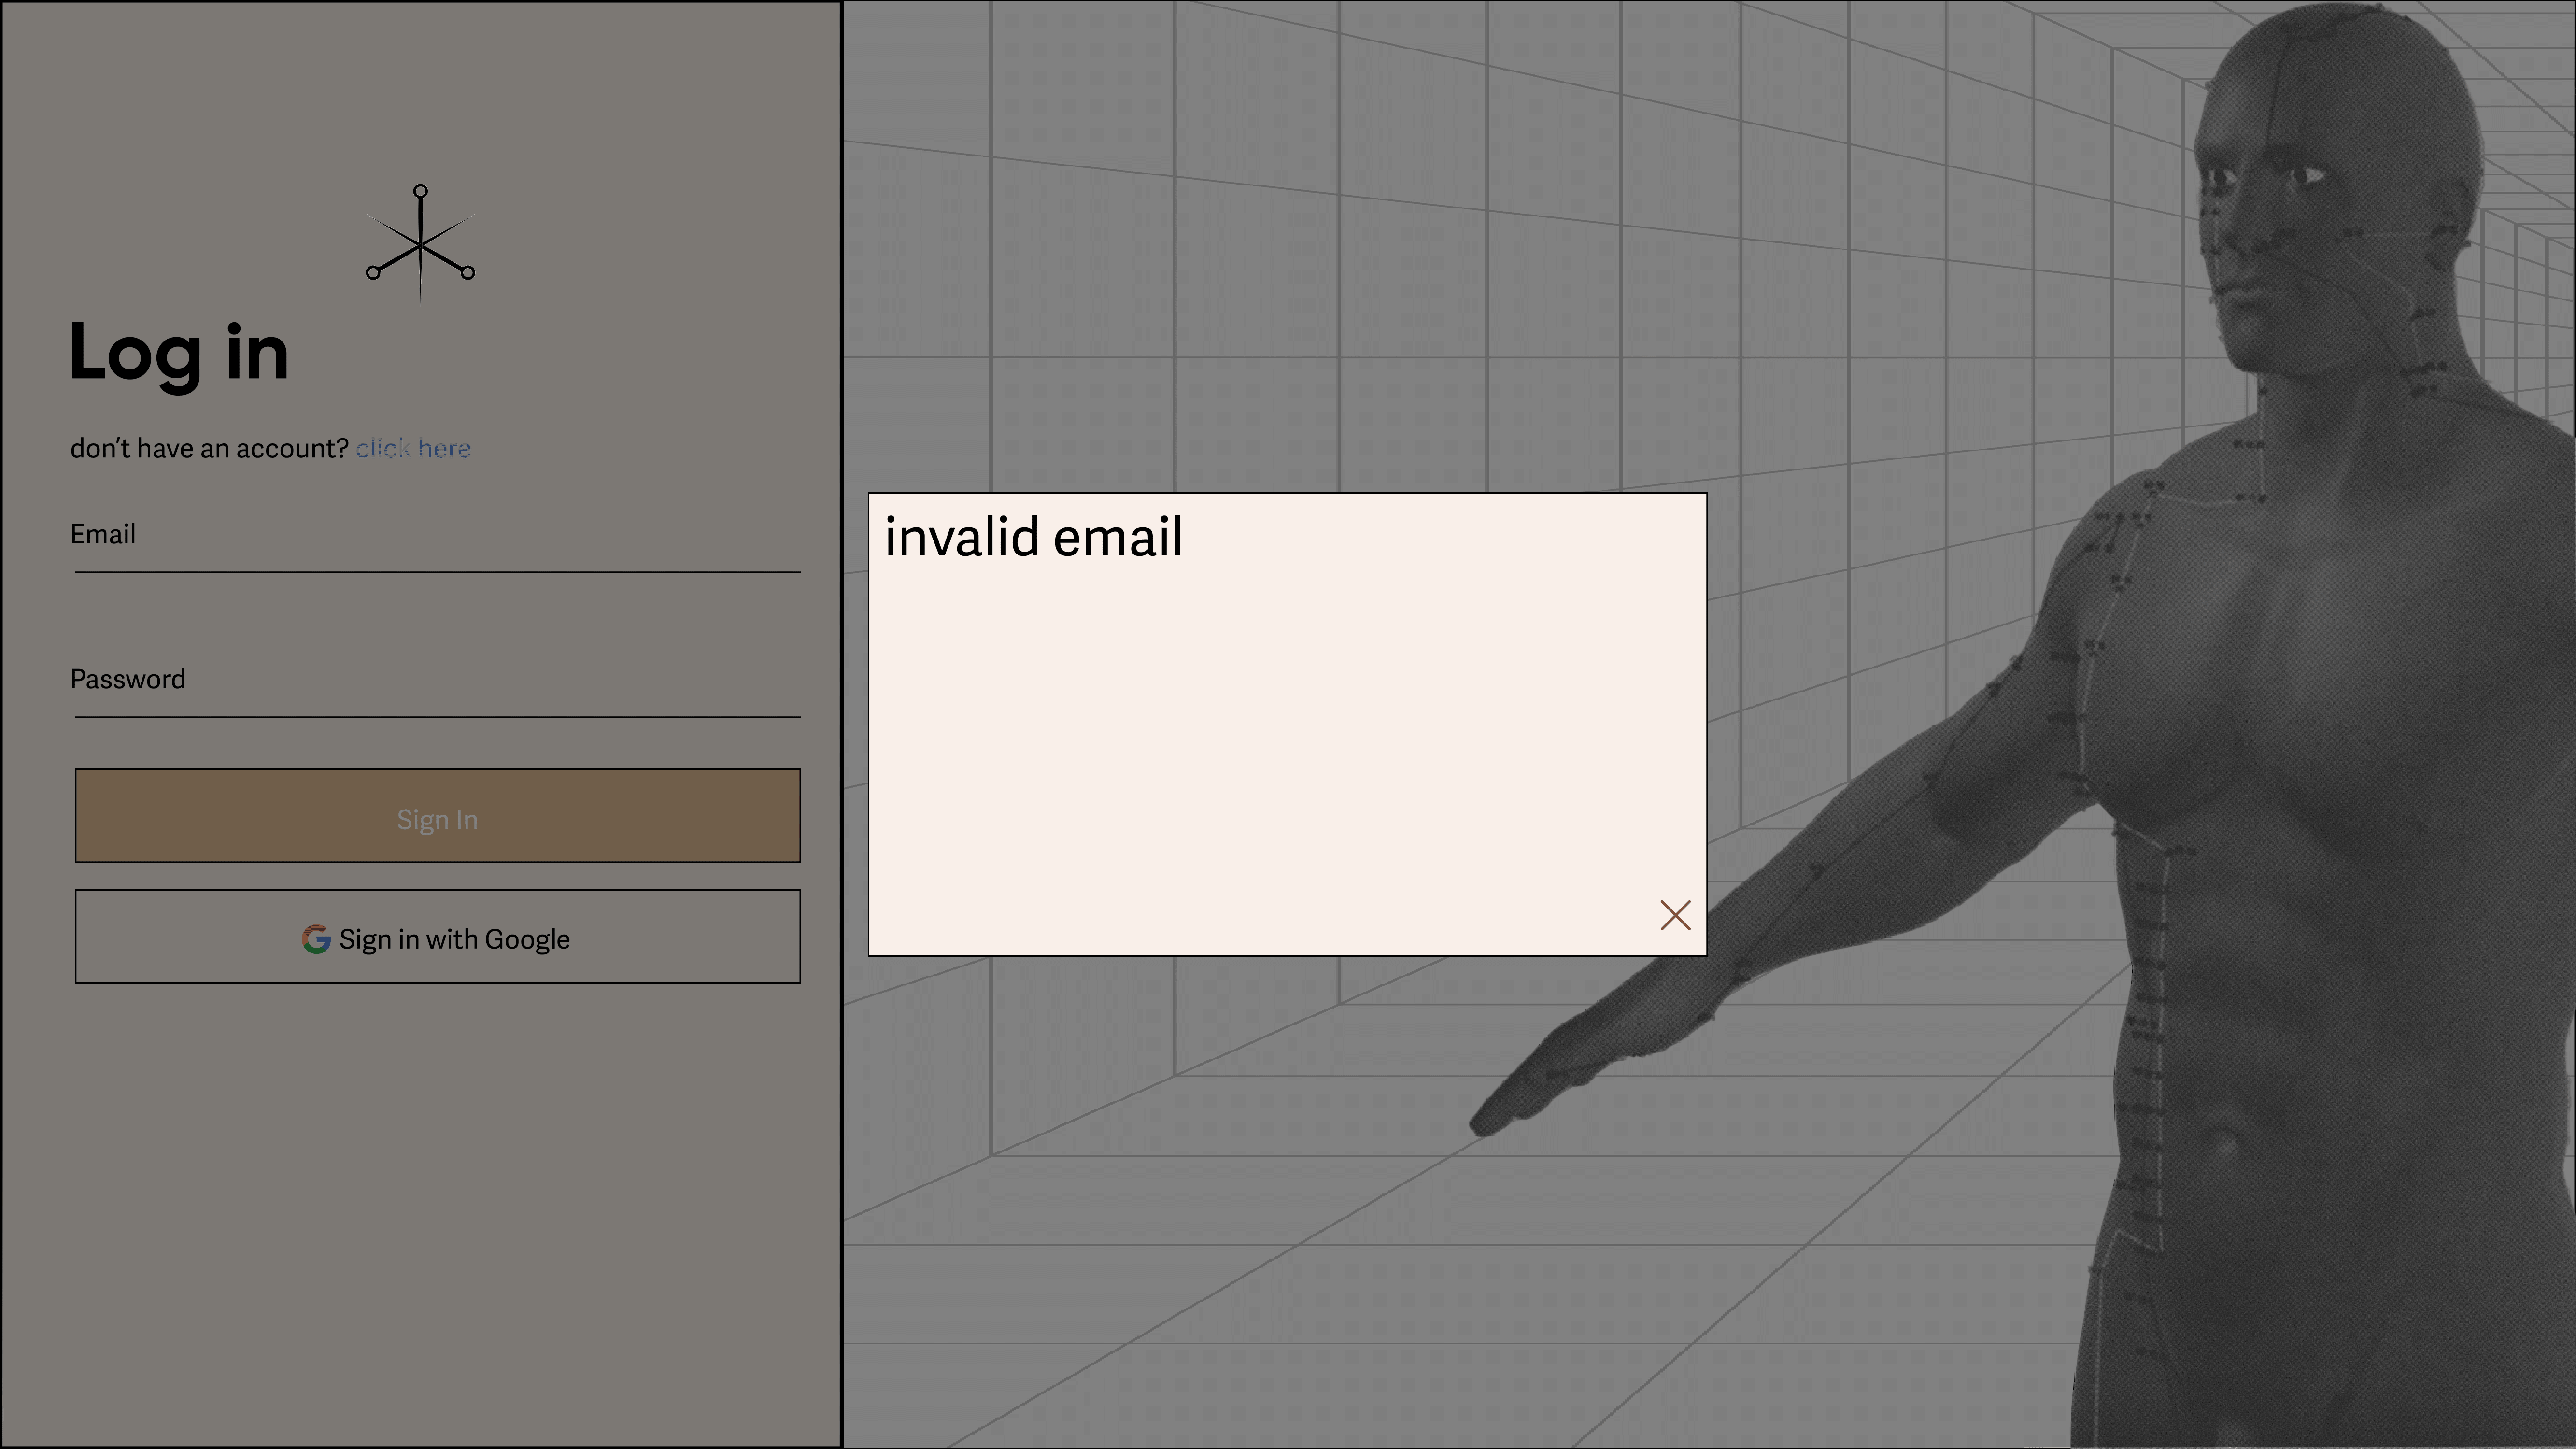 Log in
don't have an account? click here
Email
Password
Sign In
Sign in with Google
invalid email